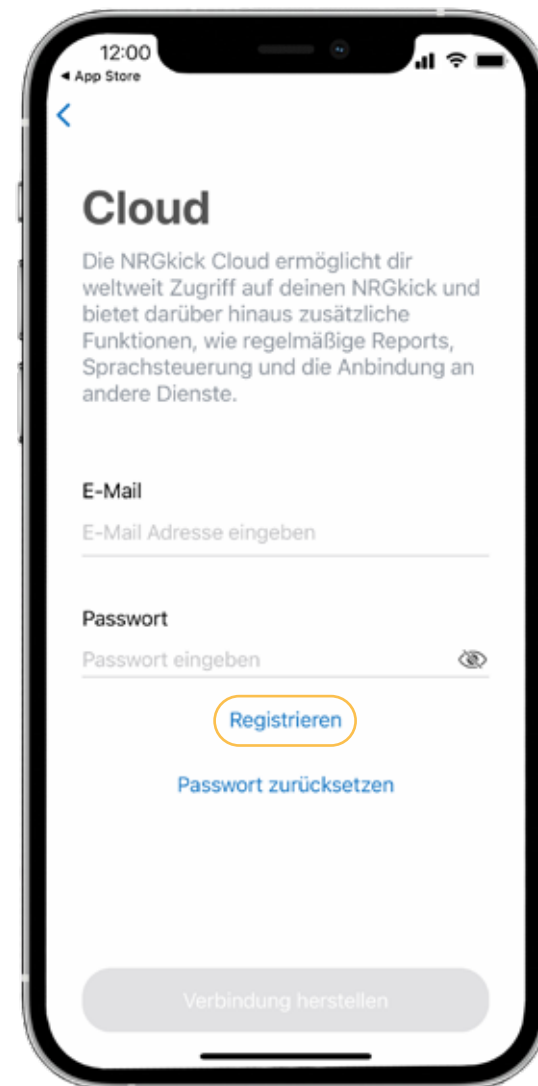 12:00
App Store
Cloud
Die NRGkick Cloud ermöglicht dir
weltweit Zugriff auf deinen NRGkick und
bietet darüber hinaus zusätzliche
Funktionen, wie regelmäßige Reports,
Sprachsteuerung und die Anbindung an
andere Dienste.
E-Mail
E-Mail Adresse eingeben
Passwort
Passwort eingeben
Registrieren
Passwort zurücksetzen
Verbindung herstellen